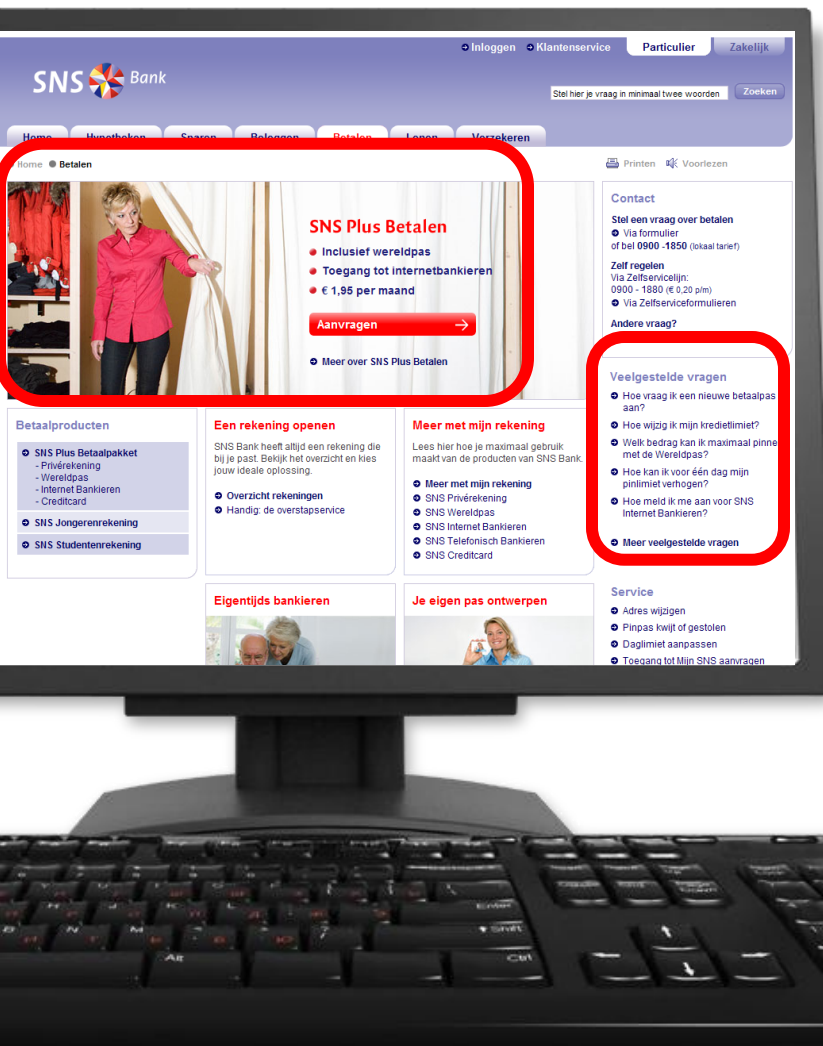 Inloggen Klantenservice Particulier Zakelijk
SNS Bank
Stel hier je vraag in minimaal twee woorden Zoeken
Home Hypotheken Sparen Beleggen Betalen Lenen Verzekeren
Home Betalen
Printen Voorlezen
SNS Plus Betalen
Inclusief wereldpas
Toegang tot internetbankieren
€ 1,95 per maand
Aanvragen
Meer over SNS Plus Betalen
Contact
Stel een vraag over betalen
Via formulier
of bel 0900 -1850 (lokaal tarief)
Zelf regelen
Via Zelfservicelijn:
0900 - 1880 (€ 0,20 p/m)
Via Zelfserviceformulieren
Andere vraag?
Veelgestelde vragen
Hoe vraag ik een nieuwe betaalpas
aan?
Hoe wijzig ik mijn kredietlimiet?
Welk bedrag kan ik maximaal pinne
met de Wereldpas?
Hoe kan ik voor één dag mijn
pinlimiet verhogen?
Hoe meld ik me aan voor SNS
Internet Bankieren?
Meer veelgestelde vragen
Betaalproducten
SNS Plus Betaalpakket
- Privérekening
- Wereldpas
- Internet Bankieren
- Creditcard
SNS Jongerenrekening
SNS Studentenrekening
Een rekening openen
SNS Bank heeft altijd een rekening die
bij je past. Bekijk het overzicht en kies
jouw ideale oplossing.
Overzicht rekeningen
Handig: de overstapservice
Meer met mijn rekening
Lees hier hoe je maximaal gebruik
maakt van de producten van SNS Bank.
Meer met mijn rekening
SNS Privérekening
SNS Wereldpas
SNS Internet Bankieren
SNS Telefonisch Bankieren
SNS Creditcard
Eigentijds bankieren
Je eigen pas ontwerpen
Service
Adres wijzigen
Pinpas kwijt of gestolen
Daglimiet aanpassen
Toegang tot Mijn SNS aanvragen
Enter
N M ? Shift
Alt Ctrl